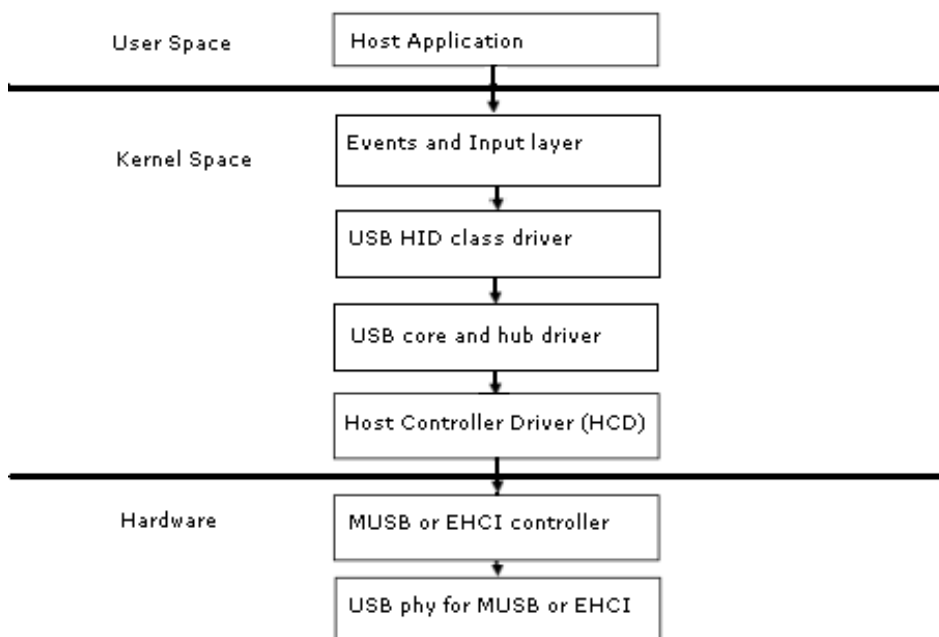 User Space
Host Application
Kernel Space
Events and Input layer
USB HID class driver
USB core and hub driver
Host Controller Driver (HCD)
Hardware
MUSB or EHCI controller
USB phy for MUSB or EHCI